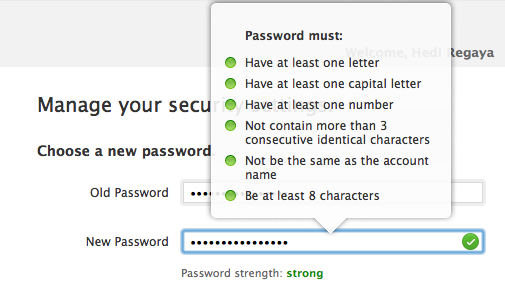 Password must:
Welcome, Hedi Regaya
Have at least one letter
Have at least one capital letter
Manage your security settings
Have at least one number
Not contain more than 3
consecutive identical characters
Choose a new password.
Not be the same as the account
name
Old Password
Be at least 8 characters
New Password ••••••••••••••••
Password strength: strong